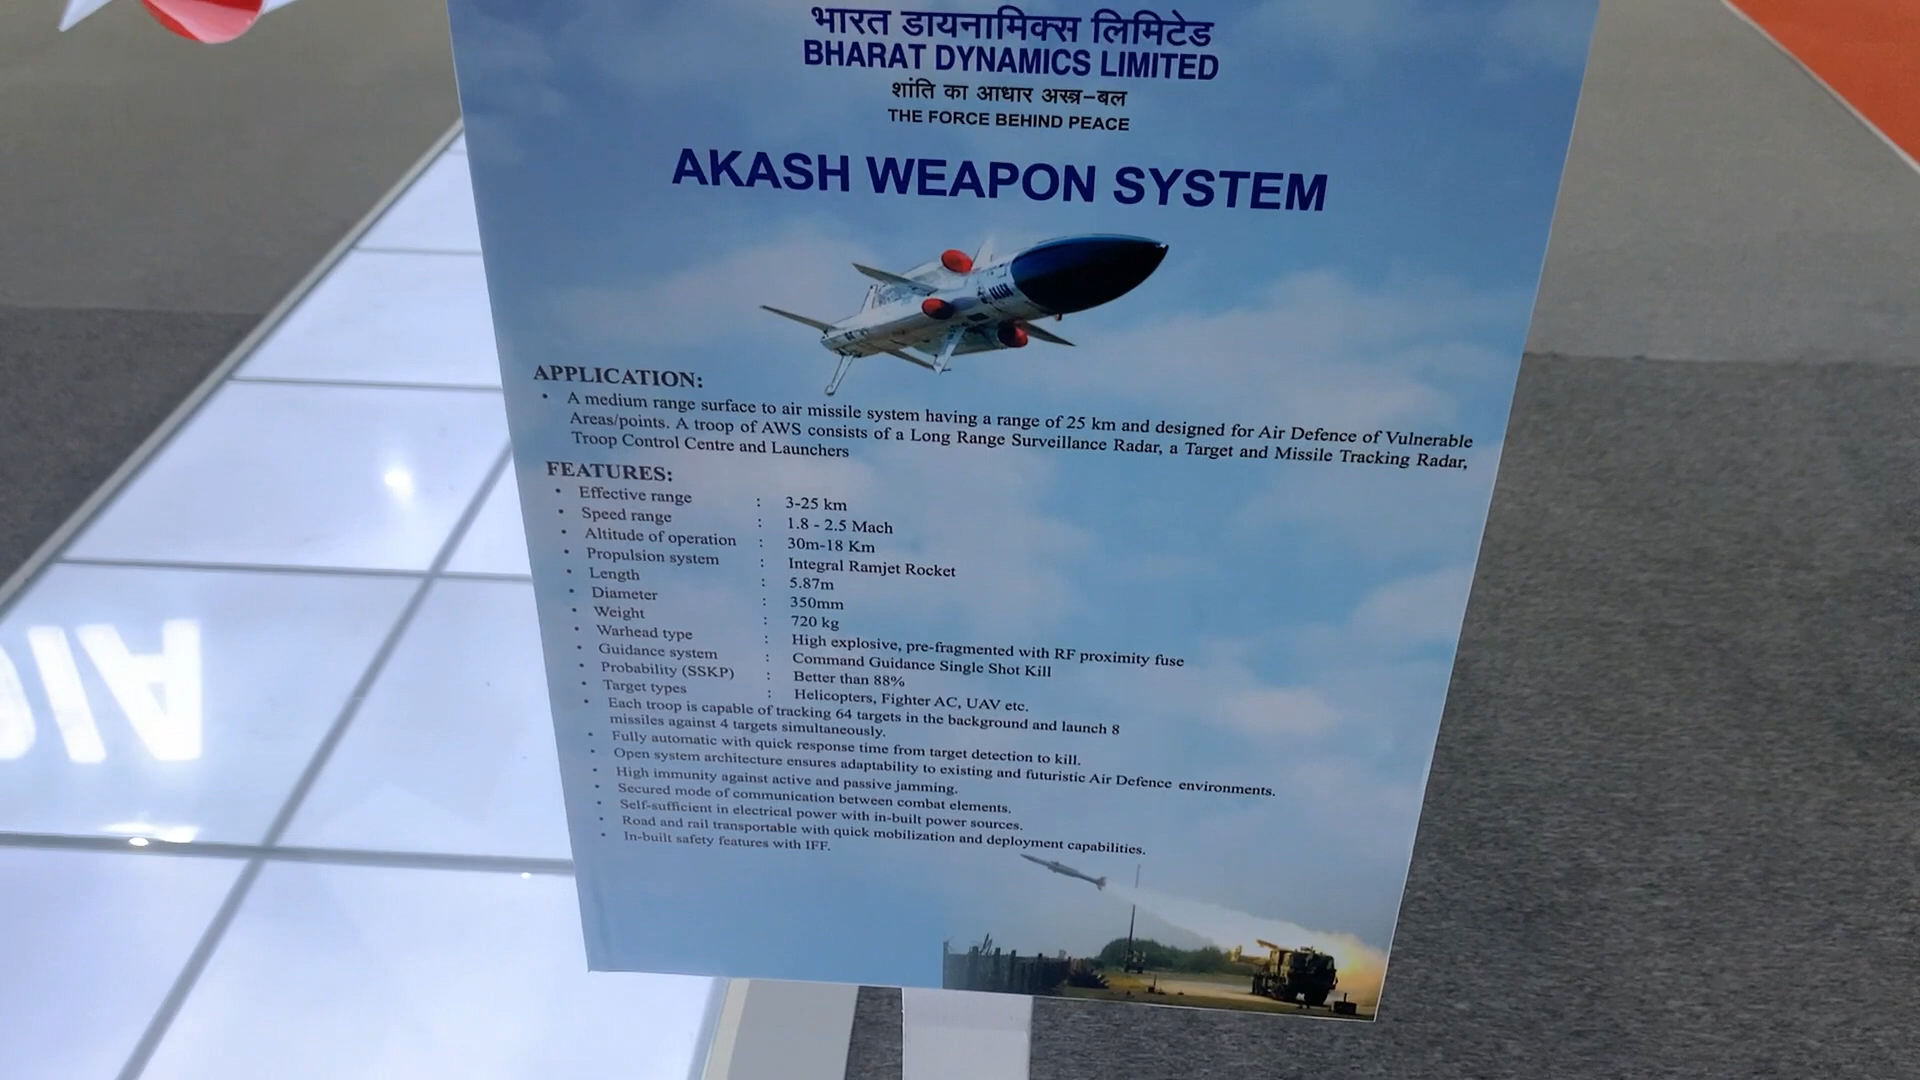 भारत डायनामिक्स लिमिटेड
BHARAT DYNAMICS LIMITED
शांति का आधार अस्त्र-बल
THE FORCE BEHIND PEACE
AKASH WEAPON SYSTEM
APPLICATION:
• A medium range surface to air missile system having a range of 25 km and designed for Air Defence of Vulnerable
Areas/points. A troop of AWS consists of a Long Range Surveillance Radar, a Target and Missile Tracking Radar,
Troop Control Centre and Launchers
FEATURES:
• Effective range : 3-25 km
• Speed range : 1.8 - 2.5 Mach
• Altitude of operation : 30m-18 Km
• Propulsion system : Integral Ramjet Rocket
• Length : 5.87m
• Diameter : 350mm
• Weight : 720 kg
• Warhead type : High explosive, pre-fragmented with RF proximity fuse
• Guidance system : Command Guidance Single Shot Kill
• Probability (SSKP) : Better than 88%
• Target types : Helicopters, Fighter AC, UAV etc.
• Each troop is capable of tracking 64 targets in the background and launch 8
missiles against 4 targets simultaneously.
• Fully automatic with quick response time from target detection to kill.
• Open system architecture ensures adaptability to existing and futuristic Air Defence environments.
• High immunity against active and passive jamming.
• Secured mode of communication between combat elements.
• Self-sufficient in electrical power with in-built power sources.
• Road and rail transportable with quick mobilization and deployment capabilities.
• In-built safety features with IFF.